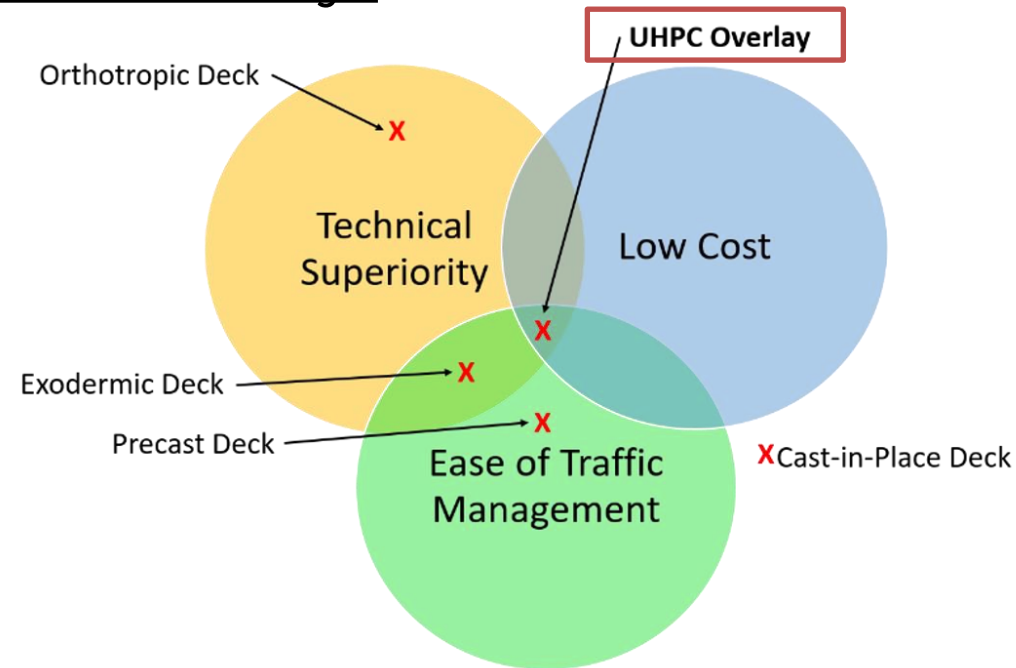 UHPC Overlay
Orthotropic Deck
X
Technical
Superiority
Low Cost
X
Exodermic Deck
X
Precast Deck
X
Ease of Traffic
Management
XCast-in-Place Deck